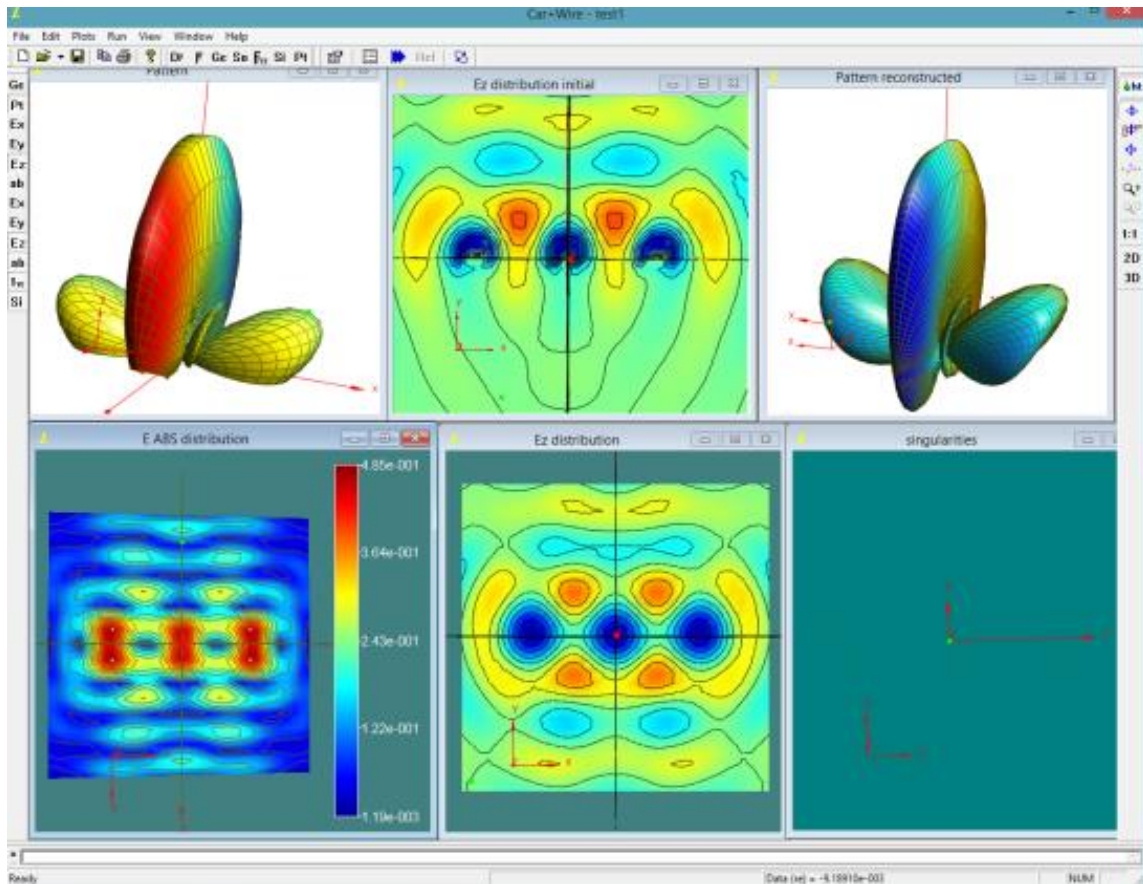 Car+Wire - test1
File Edit Plots Run View Window Help
Pattern
Ez distribution initial
Pattern reconstructed
Ge
Pt
Ex
Ey
Ez
ab
Ex
Ey
Ez
ab
Si
1:1
2D
3D
E ABS distribution
Ez distribution
singularities
4.85e-001
3.64e-001
2.43e-001
1.22e-001
1.19e-003
Ready
NUM